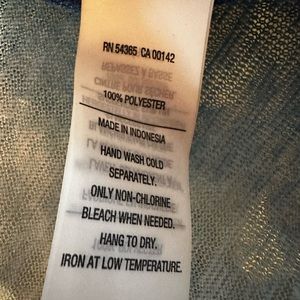 RN 54365 CA 00142
100% POLYESTER
MADE IN INDONESIA
HAND WASH COLD
SEPARATELY.
ONLY NON-CHLORINE
BLEACH WHEN NEEDED.
HANG TO DRY.
IRON AT LOW TEMPERATURE.